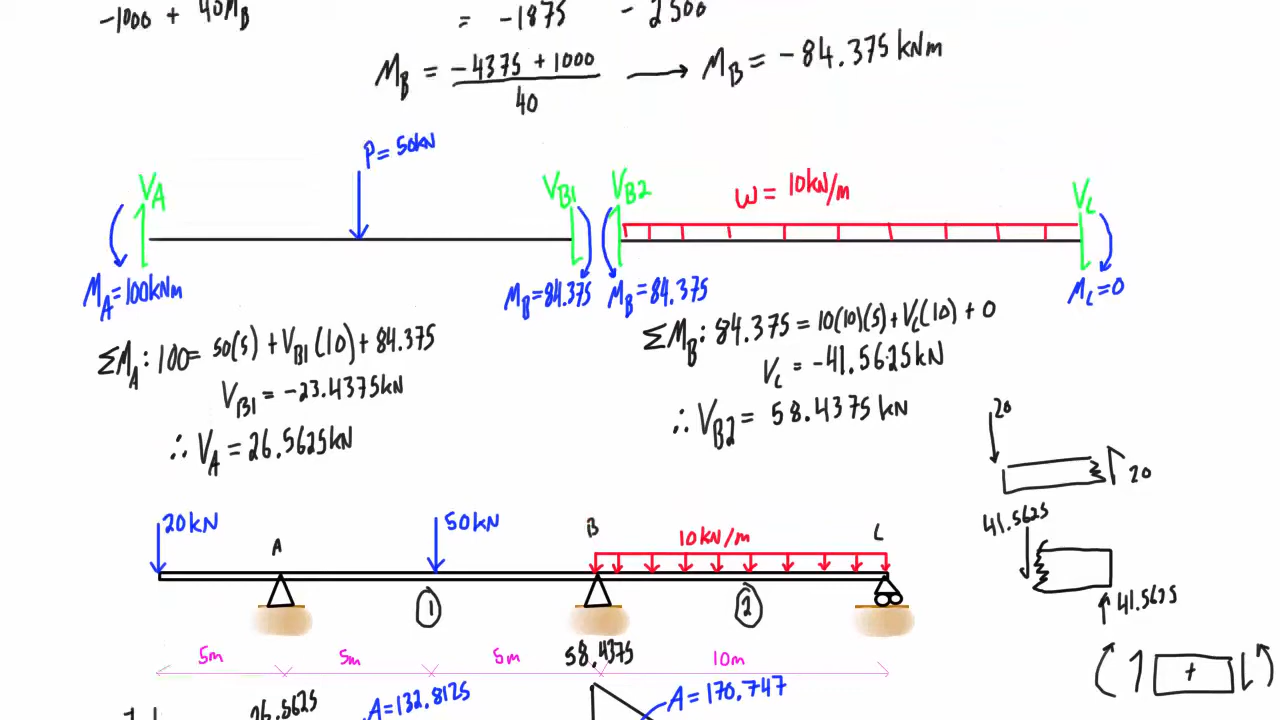 -1000 + 40M_B = -1875 - 2500
M_B = (-4375 + 1000)/40 → M_B = -84.375 kNm
P = 50kN
V_A V_B1 V_B2 W = 10kN/m V_C
M_A = 100kNm M_B = 84.375 M_B = 84.375 M_C = 0
ΣM_A: 100 = 50(5) + V_B1(10) + 84.375
V_B1 = -23.4375kN
∴ V_A = 26.5625kN
ΣM_B: 84.375 = 10(10)(5) + V_C(10) + 0
V_C = -41.5625kN
∴ V_B2 = 58.4375 kN
20
20
41.5625
41.5625
+
20kN 50kN 10kN/m
A B C
1 2
5m 5m 5m 10m
58.4375
26.5625 A = 132.8125 A = 170.747